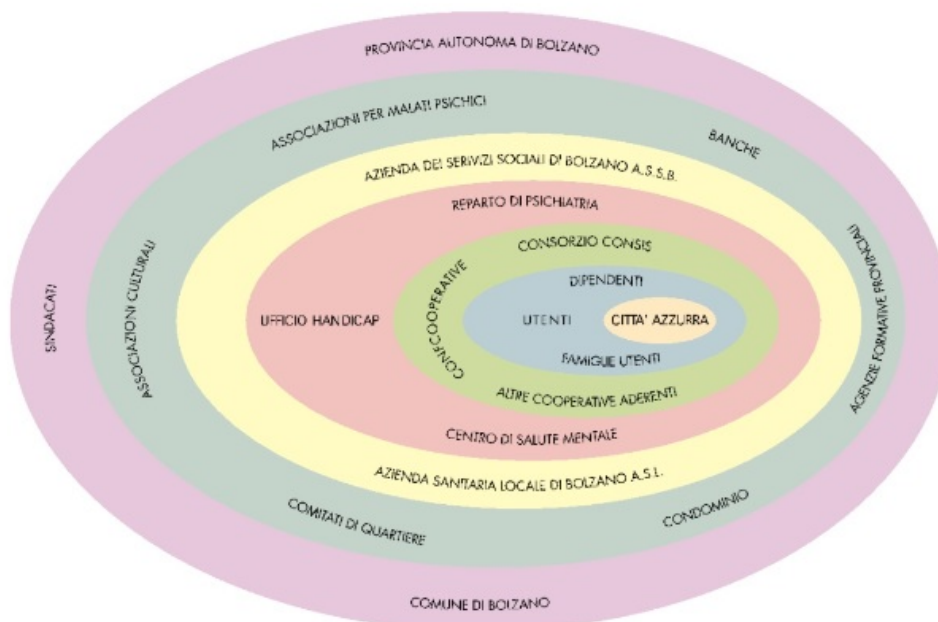 PROVINCIA AUTONOMA DI BOLZANO
ASSOCIAZIONI PER MALATI PSICHICI
BANCHE
AZIENDA DEI SERIVIZI SOCIALI DI BOLZANO A.S.S.B.
REPARTO DI PSICHIATRIA
CONSORZIO CONSIS
CONFCOOPERATIVE
DIPENDENTI
SINDACATI
ASSOCIAZIONI CULTURALI
UFFICIO HANDICAP
UTENTI
CITTA' AZZURRA
AGENZIE FORMATIVE PROVINCIALI
FAMIGLIE UTENTI
ALTRE COOPERATIVE ADERENTI
CENTRO DI SALUTE MENTALE
AZIENDA SANITARIA LOCALE DI BOLZANO A.S.L.
COMITATI DI QUARTIERE
CONDOMINIO
COMUNE DI BOLZANO